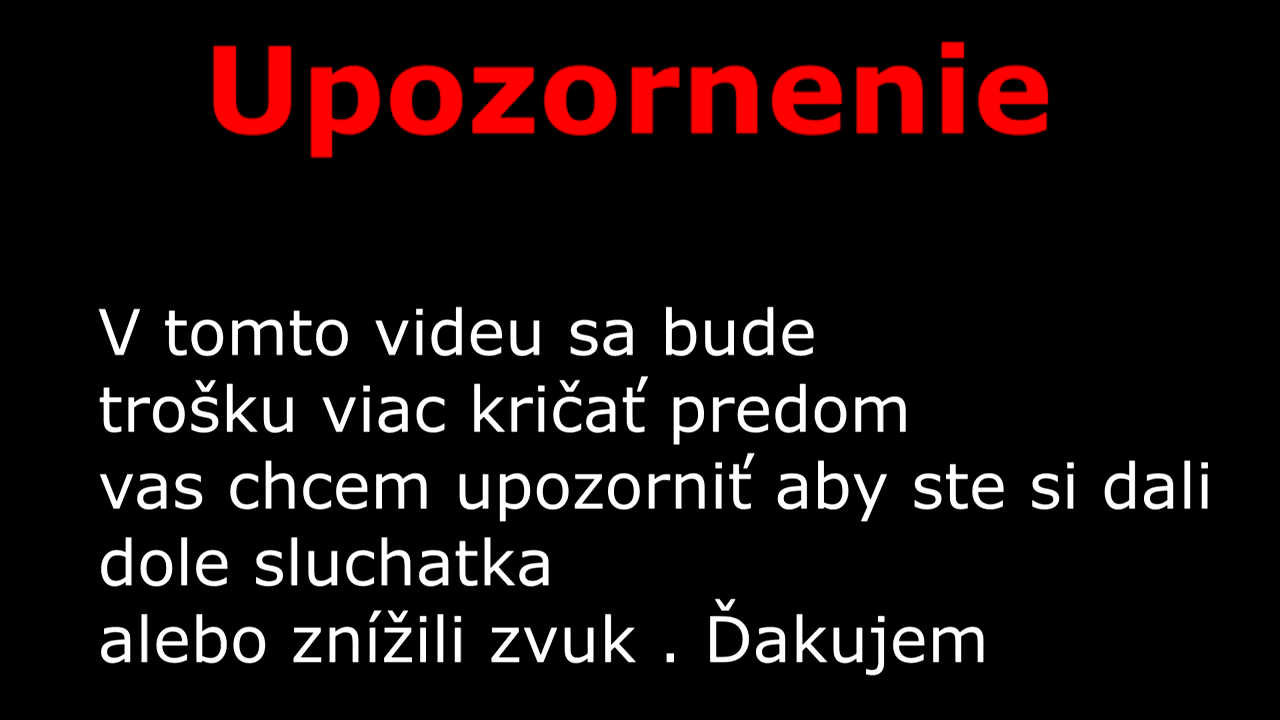 Upozornenie
V tomto videu sa bude
trošku viac kričať predom
vas chcem upozorniť aby ste si dali
dole sluchatka
alebo znížili zvuk . Ďakujem